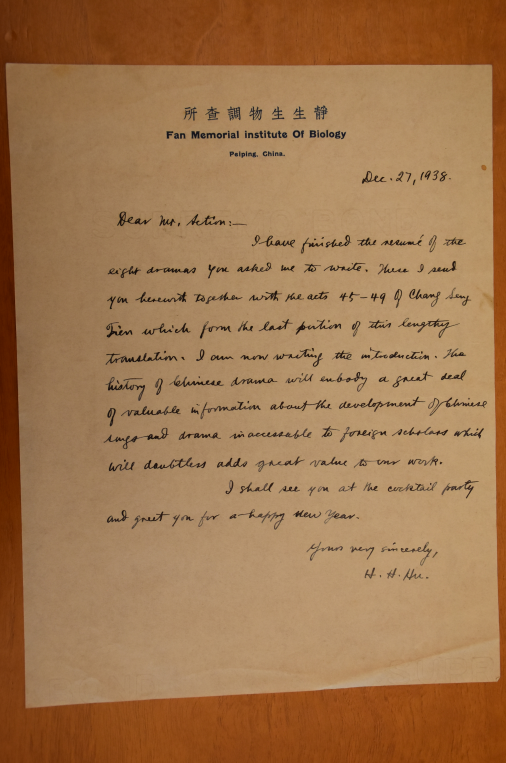 所查調物生生靜
Fan Memorial institute Of Biology
Peiping, China.
Dec. 27, 1938.
Dear Mr. Acton:—
I have finished the resumé of the
eight dramas you asked me to write. These I send
you herewith together with the acts 45–49 of Chang Seng
Tien which form the last portion of this lengthy
translation. I am now writing the introduction. The
history of Chinese drama will embody a great deal
of valuable information about the development of Chinese
sungs and drama inaccessable to foreign scholars which
will doubtless adds great value to our work.
I shall see you at the cocktail party
and greet you for a happy New Year.
Yours very sincerely,
H. H. Hu.